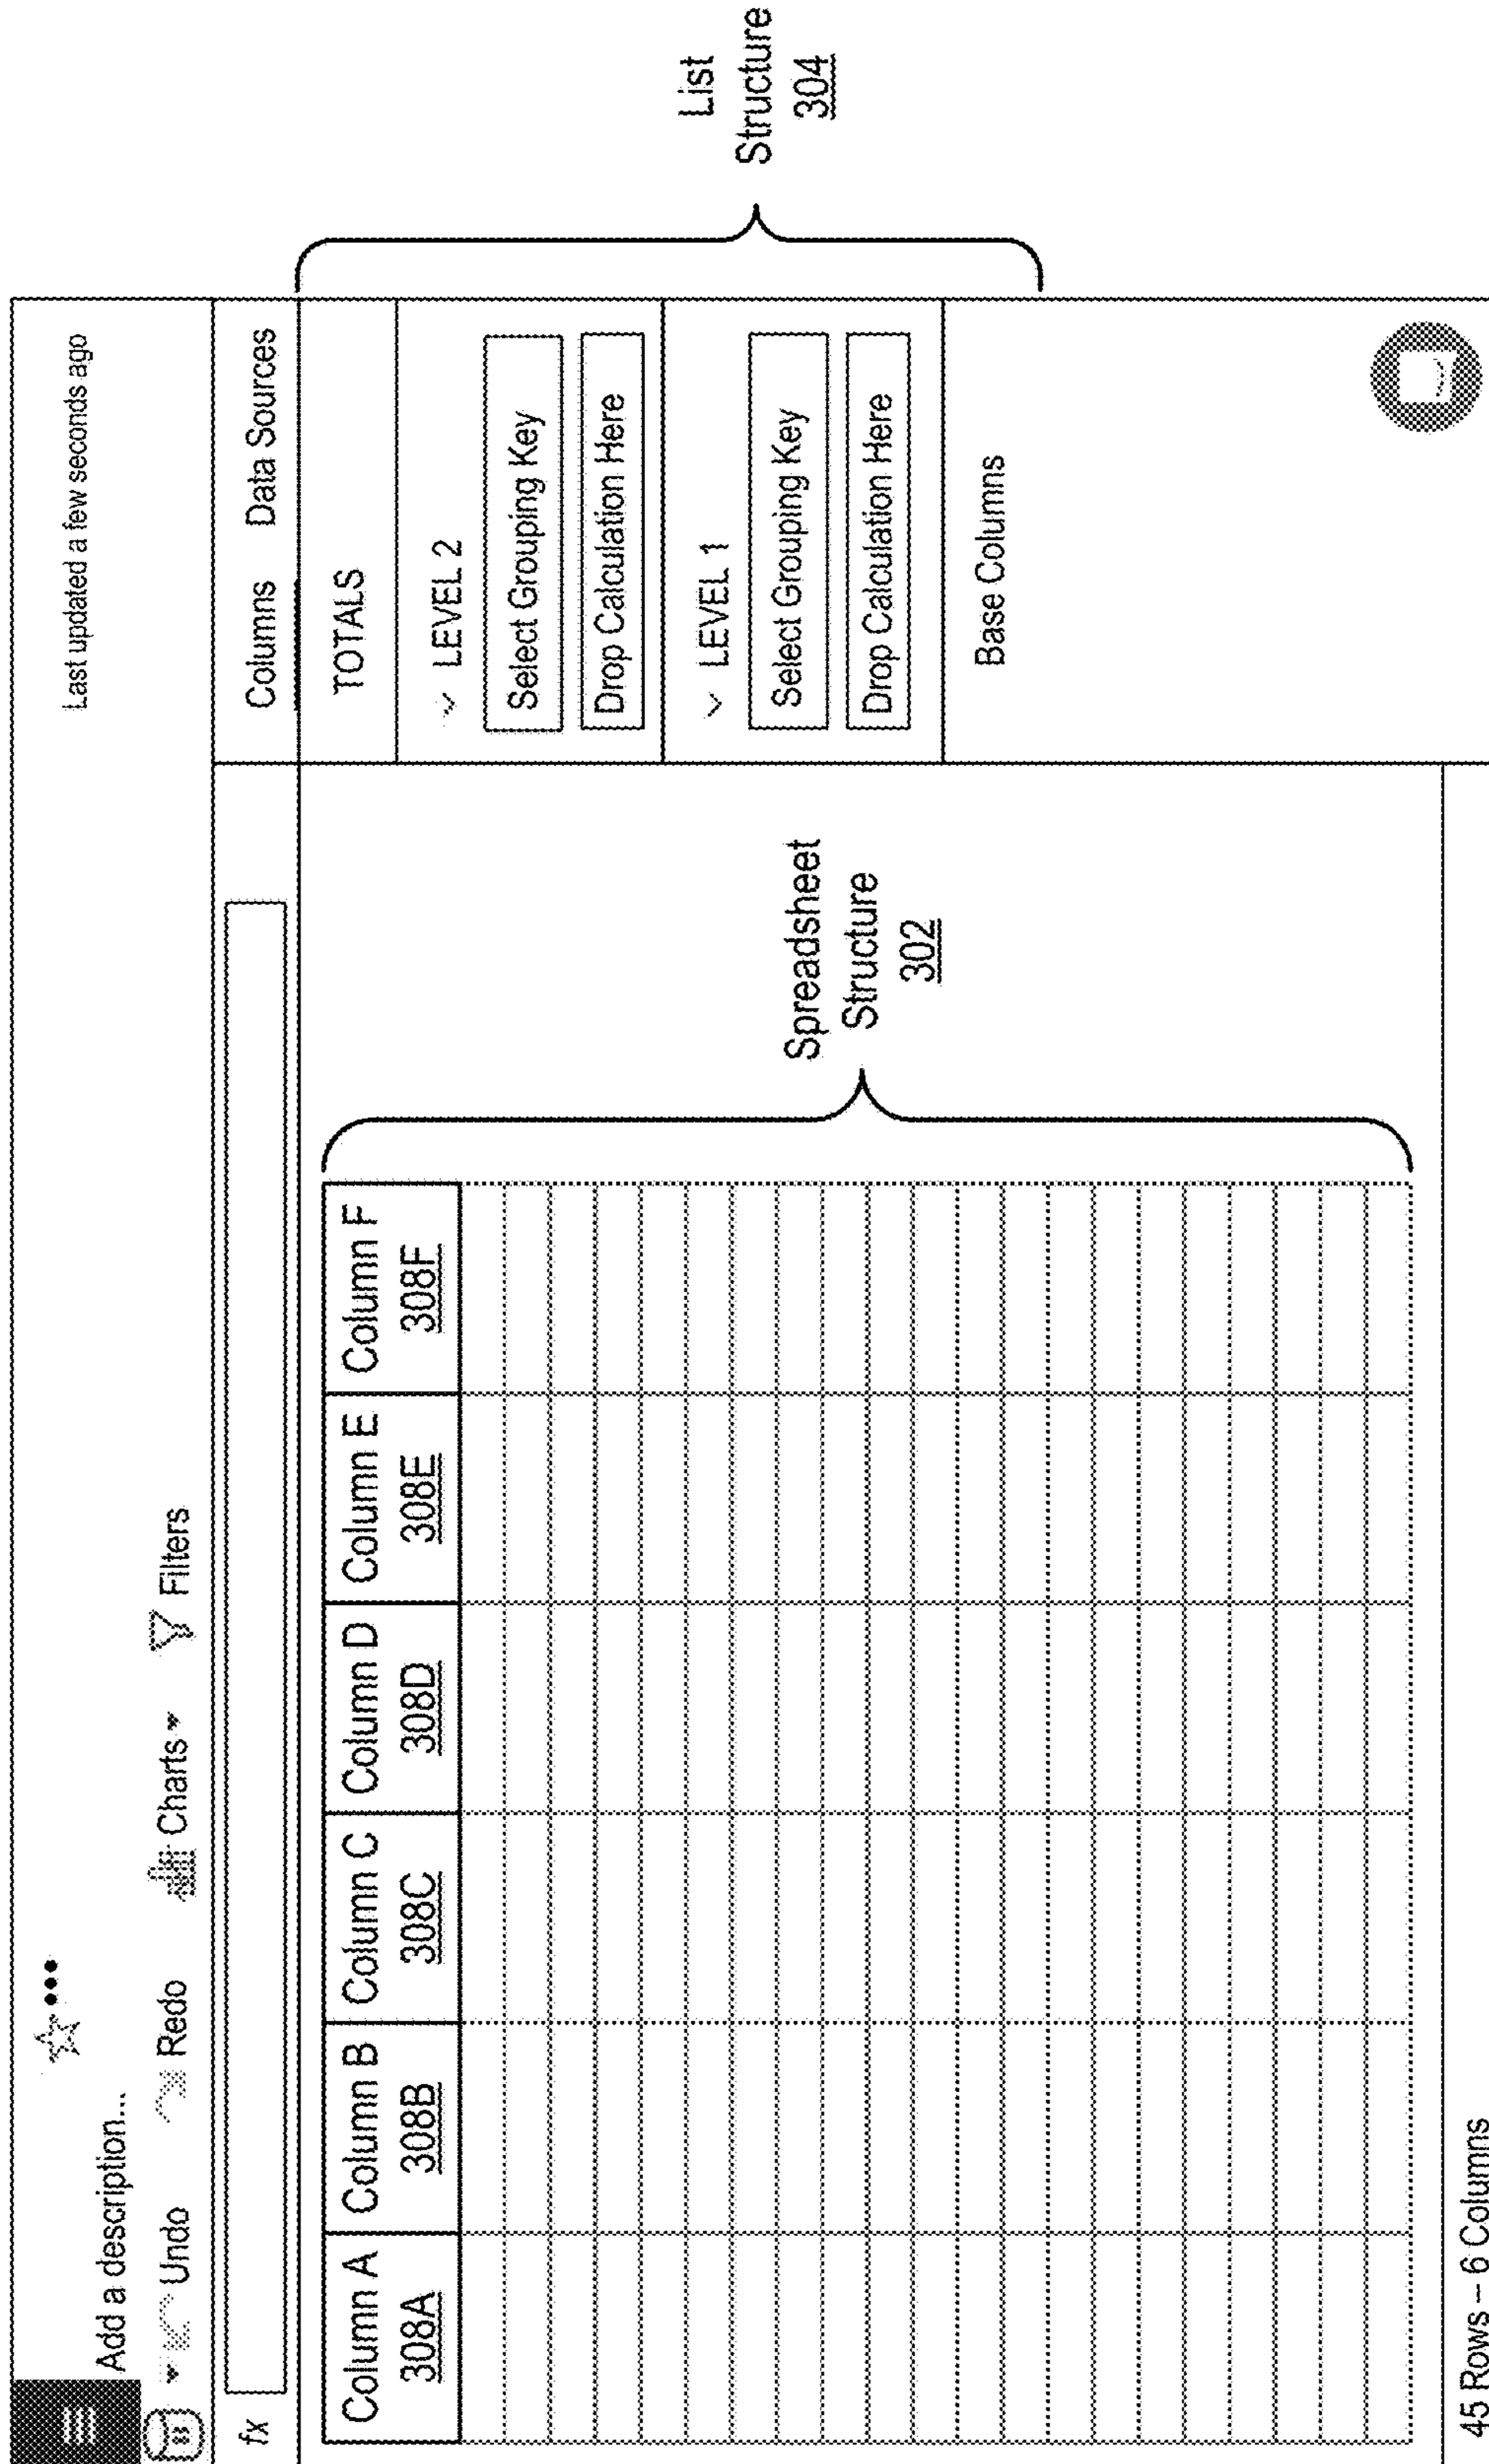 Last updated a few seconds ago
Add a description...
Undo Redo Charts Filters
fx
Columns Data Sources
Column A Column B Column C Column D Column E Column F
308A 308B 308C 308D 308E 308F
Spreadsheet
Structure
302
TOTALS
LEVEL 2
Select Grouping Key
Drop Calculation Here
LEVEL 1
Select Grouping Key
Drop Calculation Here
Base Columns
List
Structure
304
45 Rows – 6 Columns